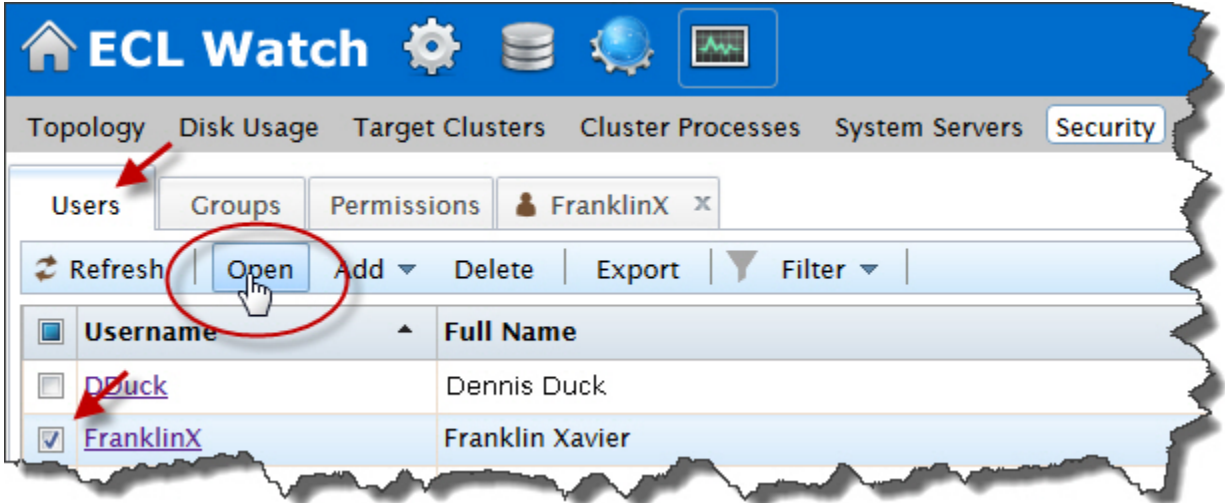 ECL Watch
Topology Disk Usage Target Clusters Cluster Processes System Servers Security
Users Groups Permissions FranklinX x
Refresh Open Add Delete Export Filter
Username Full Name
DDuck Dennis Duck
FranklinX Franklin Xavier